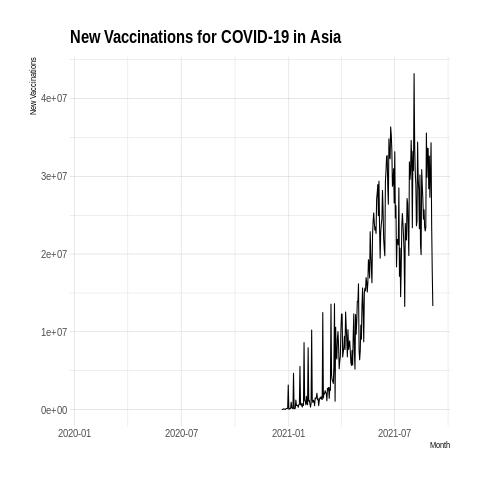 New Vaccinations for COVID-19 in Asia
New Vaccinations
4e+07
3e+07
2e+07
1e+07
0e+00
2020-01
2020-07
2021-01
2021-07
Month